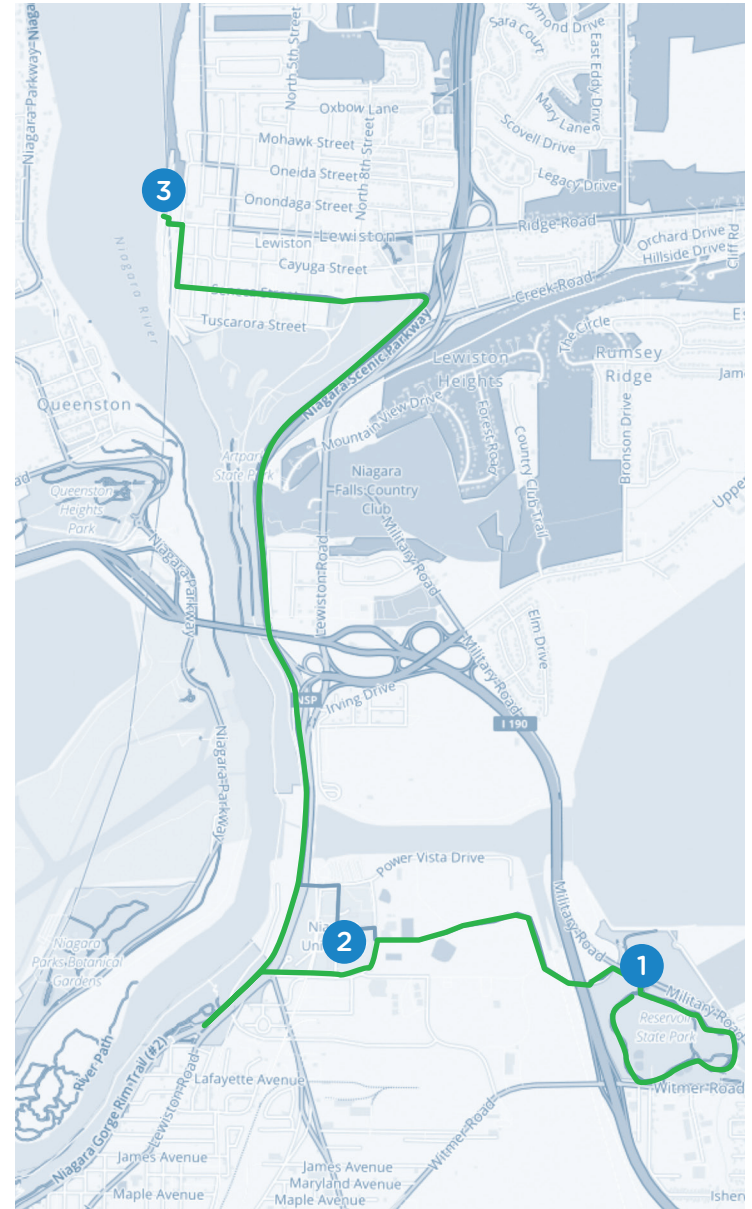 Sara Court
Raymond Drive
East Eddy Drive
North 5th Street
Niagara Parkway
Oxbow Lane
Mary Lane
Scovell Drive
Mohawk Street
North 8th Street
Oneida Street
Legacy Drive
3
Onondaga Street
Ridge Road
Lewiston
Lewiston
Orchard Drive
Hillside Drive
Cliff Rd
Niagara River
Cayuga Street
Creek Road
Seneca Street
Tuscarora Street
Niagara Scenic Parkway
The Circle
Lewiston
Heights
Rumsey
Ridge
Queenston
Mountain View Drive
Forest Road
Country Club Trail
Bronson Drive
Artpark
State Park
Niagara
Falls Country
Club
Queenston
Heights
Park
Military Road
Upper
Niagara Parkway
Lewiston Road
Elm Drive
Military Road
NSP
Irving Drive
I 190
Niagara Parkway
Power Vista Drive
Military Road
2
1
Niagara
Parks Botanical
Gardens
Military Road
Reservoir
State Park
River Path
Niagara Gorge Rim Trail (#2)
Lewiston Road
Lafayette Avenue
Witmer Road
Witmer Road
James Avenue
James Avenue
Maryland Avenue
Maple Avenue
Maple Avenue